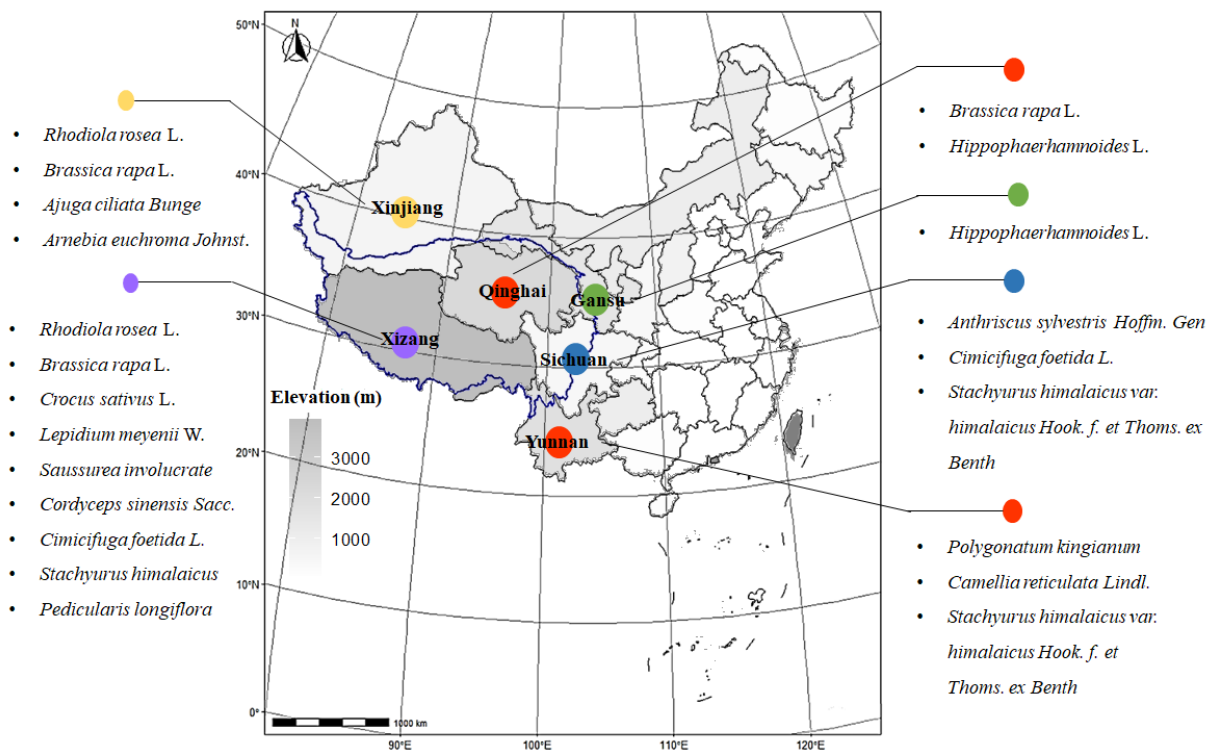 50°N
N
40°N
30°N
20°N
10°N
0°
• Rhodiola rosea L.
• Brassica rapa L.
• Ajuga ciliata Bunge
• Arnebia euchroma Johnst.
• Rhodiola rosea L.
• Brassica rapa L.
• Crocus sativus L.
• Lepidium meyenii W.
• Saussurea involucrate
• Cordyceps sinensis Sacc.
• Cimicifuga foetida L.
• Stachyurus himalaicus
• Pedicularis longiflora
Xinjiang
Qinghai
Gansu
Xizang
Sichuan
Yunnan
Elevation (m)
3000
2000
1000
1000 km
90°E
100°E
110°E
120°E
• Brassica rapa L.
• Hippophaerhamnoides L.
• Hippophaerhamnoides L.
• Anthriscus sylvestris Hoffm. Gen
• Cimicifuga foetida L.
• Stachyurus himalaicus var.
himalaicus Hook. f. et Thoms. ex
Benth
• Polygonatum kingianum
• Camellia reticulata Lindl.
• Stachyurus himalaicus var.
himalaicus Hook. f. et
Thoms. ex Benth